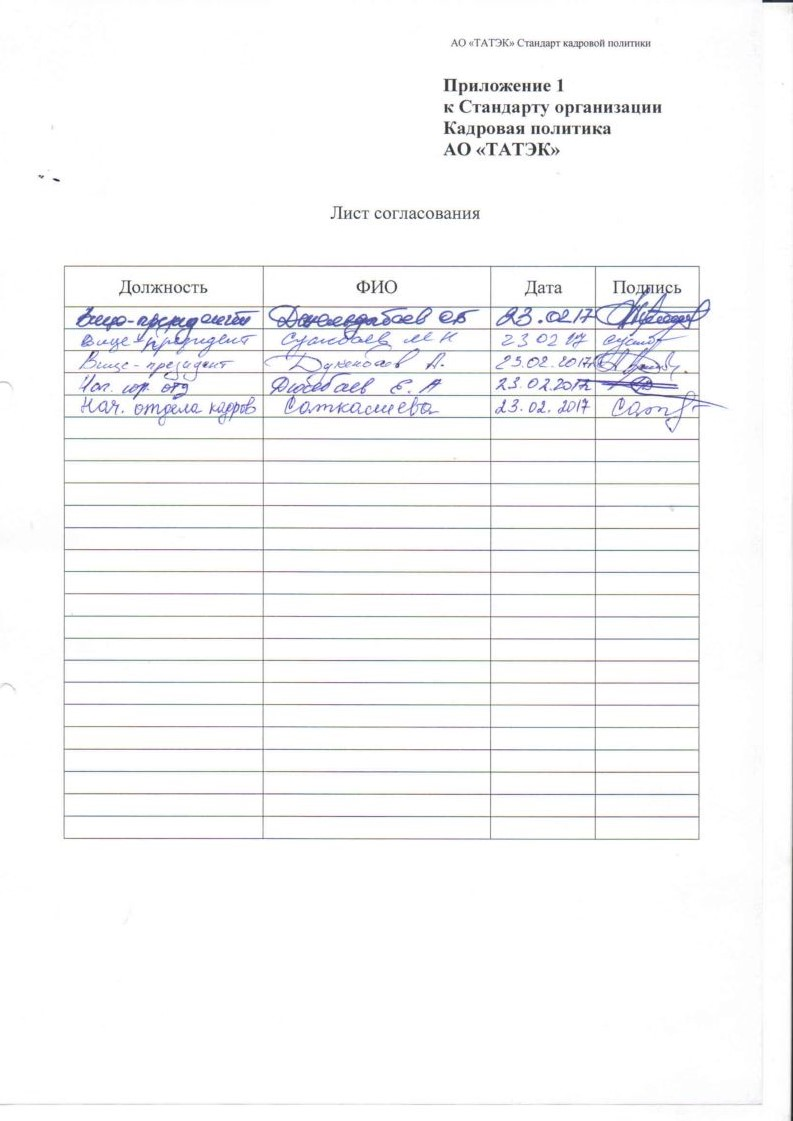 АО «ТАТЭК» Стандарт кадровой политики
Приложение 1
к Стандарту организации
Кадровая политика
АО «ТАТЭК»
Лист согласования
Должность ФИО Дата Подпись
Вице-президент 23.02.17
Вице-президент М Н 23 02 17
Вице-президент А. 23.02.2017
Нач. юр. отд Е. А 23.02.2017
Нач. отдела кадров 23.02.2017